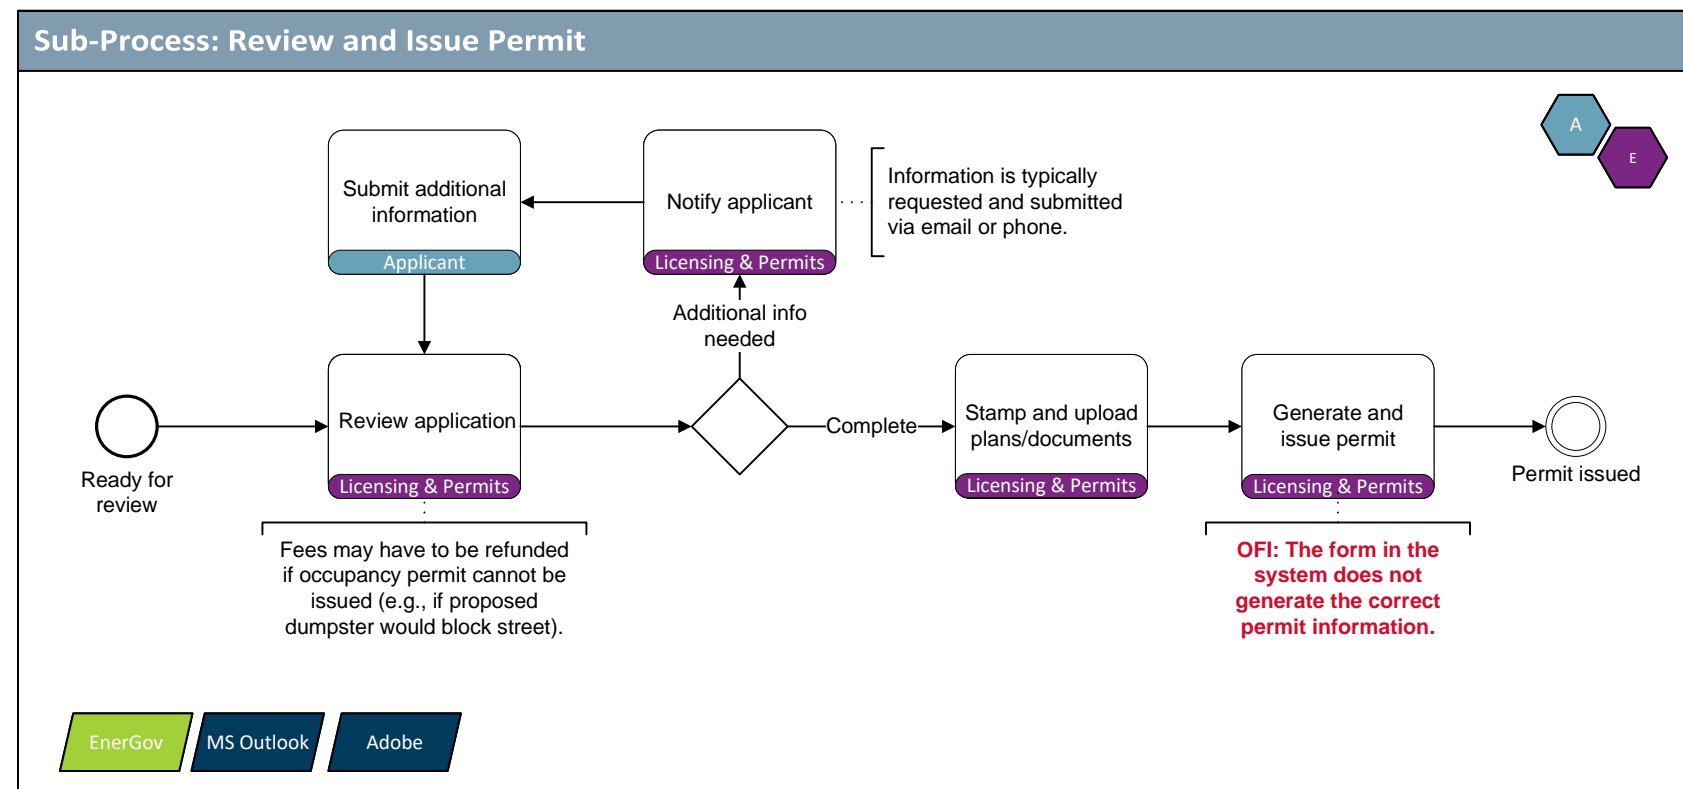 Sub-Process: Review and Issue Permit
A
E
Submit additional
information
Applicant
Notify applicant
Licensing & Permits
Information is typically
requested and submitted
via email or phone.
Additional info
needed
Ready for
review
Review application
Licensing & Permits
Complete
Stamp and upload
plans/documents
Licensing & Permits
Generate and
issue permit
Licensing & Permits
Permit issued
Fees may have to be refunded
if occupancy permit cannot be
issued (e.g., if proposed
dumpster would block street).
OFI: The form in the
system does not
generate the correct
permit information.
EnerGov
MS Outlook
Adobe